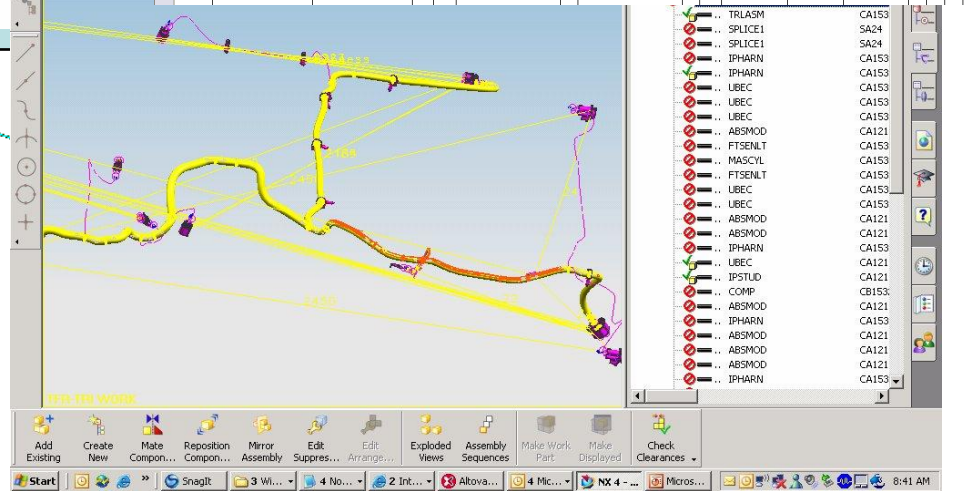 TRLASM CA153
SPLICE1 SA24
SPLICE1 SA24
IPHARN CA153
IPHARN CA153
UBEC CA153
UBEC CA153
UBEC CA153
ABSMOD CA121
FTSENLT CA153
MASCYL CA153
FTSENLT CA153
UBEC CA153
UBEC CA153
ABSMOD CA121
ABSMOD CA121
IPHARN CA153
UBEC CA121
IPSTUD CA121
COMP CB153
ABSMOD CA121
IPHARN CA153
ABSMOD CA121
ABSMOD CA121
IPHARN CA153
WORK
Add Existing
Create New
Mate Compon...
Reposition Compon...
Mirror Assembly
Edit Suppres...
Edit Arrange...
Exploded Views
Assembly Sequences
Make Work Part
Make Displayed
Check Clearances
Start » SnagIt 3 Wi... 4 No... 2 Int... Altova... 4 Mic... NX 4 - ... Micros... 8:41 AM